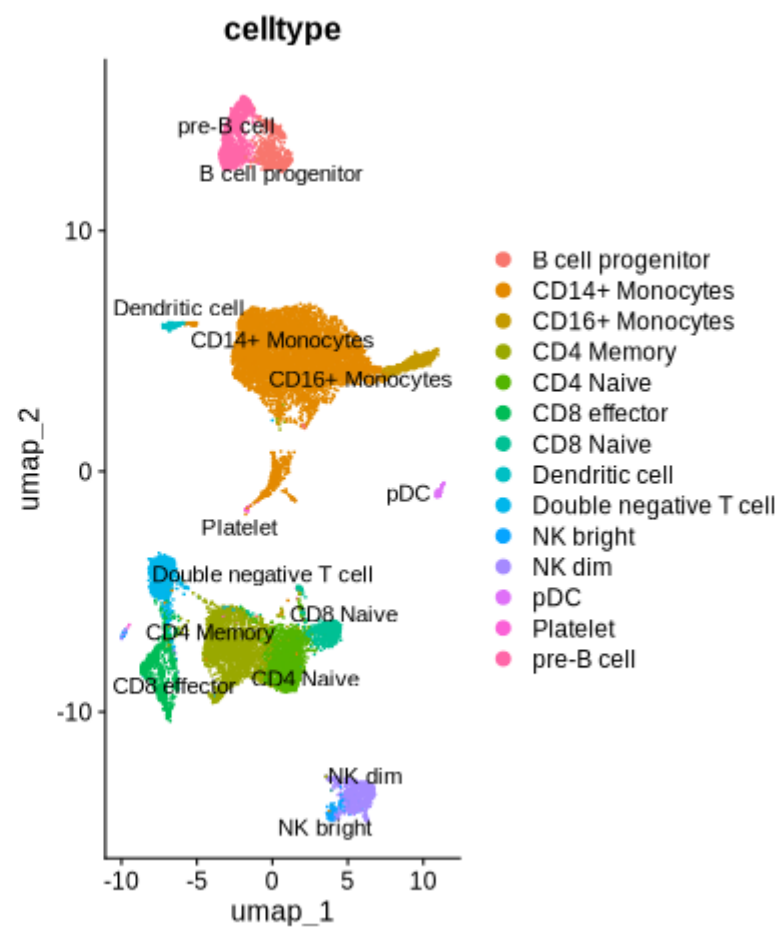 celltype
pre-B cell
B cell progenitor
10
Dendritic cell
CD14+ Monocytes
CD16+ Monocytes
umap_2
0
pDC
Platelet
Double negative T cell
CD8 Naive
CD4 Memory
CD8 effector
CD4 Naive
-10
NK dim
NK bright
-10
-5
0
5
10
umap_1
B cell progenitor
CD14+ Monocytes
CD16+ Monocytes
CD4 Memory
CD4 Naive
CD8 effector
CD8 Naive
Dendritic cell
Double negative T cell
NK bright
NK dim
pDC
Platelet
pre-B cell